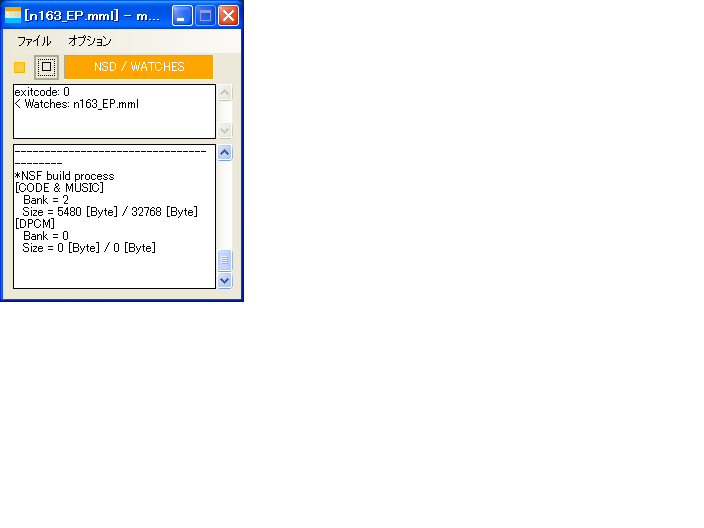 [n163_EP.mml] - m...
ファイル オプション
NSD / WATCHES
exitcode: 0
< Watches: n163_EP.mml
--------------------------------
--------
*NSF build process
[CODE & MUSIC]
Bank = 2
Size = 5480 [Byte] / 32768 [Byte]
[DPCM]
Bank = 0
Size = 0 [Byte] / 0 [Byte]